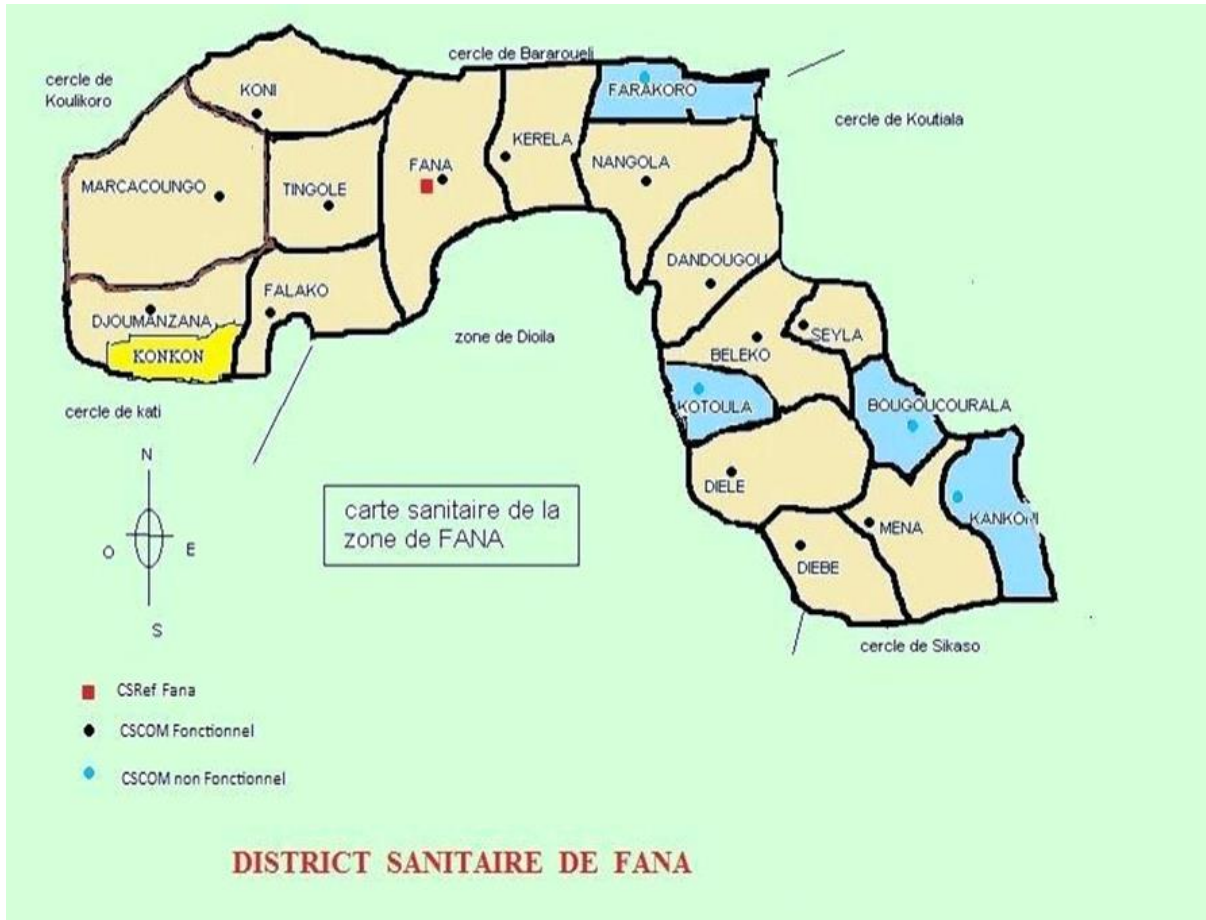 cercle de Bararoueli
cercle de
Koulikoro
KONI
FARAKORO
cercle de Koutiala
KERELA
FANA
NANGOLA
MARCACOUNGO
TINGOLE
DANDOUGOU
FALAKO
DJOUMANZANA
zone de Dioila
SEYLA
BELEKO
KONKON
cercle de kati
KOTOULA
BOUGOUCOURALA
N
O
E
S
DIELE
carte sanitaire de la
zone de FANA
MENA
KANKONI
DIEBE
cercle de Sikaso
CSRef Fana
CSCOM Fonctionnel
CSCOM non Fonctionnel
DISTRICT SANITAIRE DE FANA